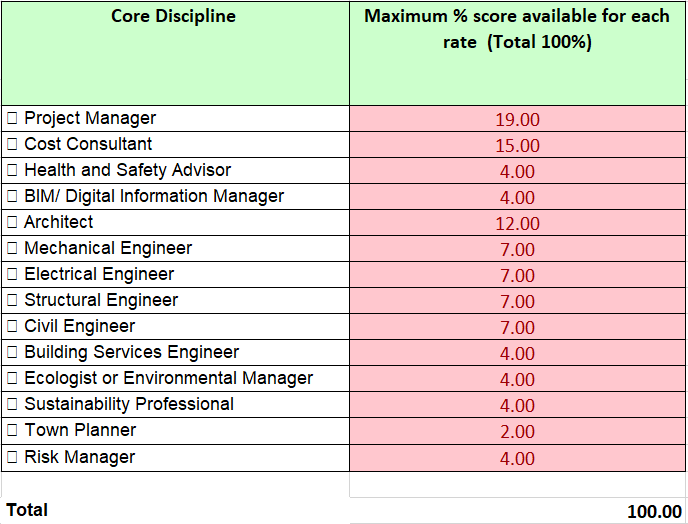 Core Discipline
Maximum % score available for each
rate (Total 100%)
Project Manager 19.00
Cost Consultant 15.00
Health and Safety Advisor 4.00
BIM/ Digital Information Manager 4.00
Architect 12.00
Mechanical Engineer 7.00
Electrical Engineer 7.00
Structural Engineer 7.00
Civil Engineer 7.00
Building Services Engineer 4.00
Ecologist or Environmental Manager 4.00
Sustainability Professional 4.00
Town Planner 2.00
Risk Manager 4.00
Total 100.00